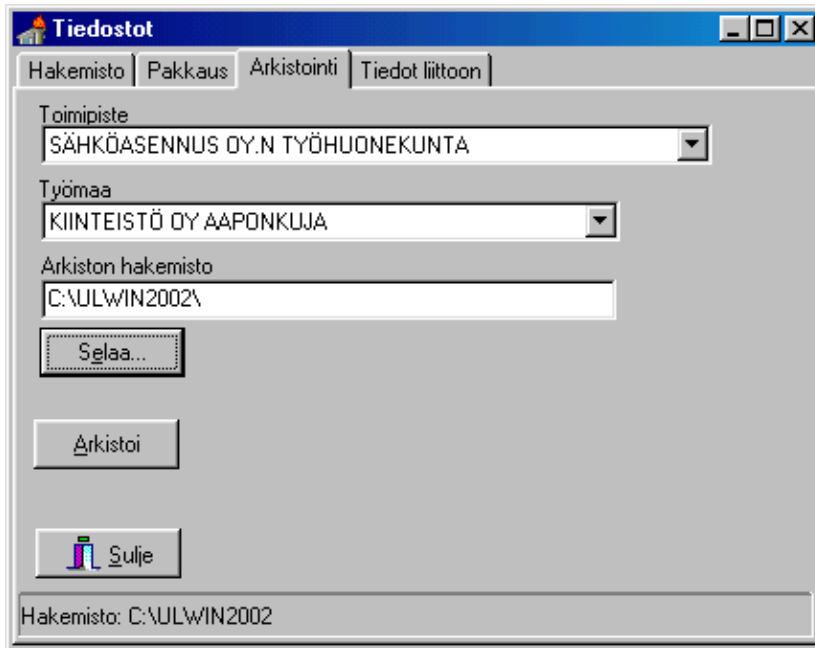 Tiedostot
Hakemisto Pakkaus Arkistointi Tiedot liittoon
Toimipiste
SÄHKÖASENNUS OY.N TYÖHUONEKUNTA
Työmaa
KIINTEISTÖ OY AAPONKUJA
Arkiston hakemisto
C:\ULWIN2002\
Selaa...
Arkistoi
Sulje
Hakemisto: C:\ULWIN2002